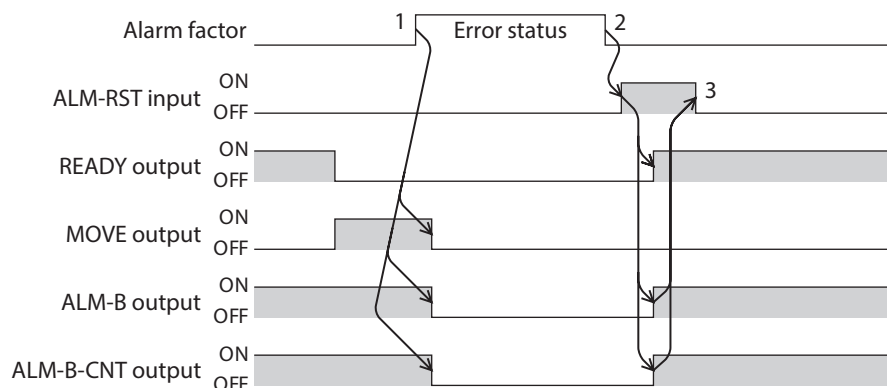 Alarm factor
1
Error status
2
ALM-RST input
ON
OFF
3
READY output
ON
OFF
MOVE output
ON
OFF
ALM-B output
ON
OFF
ALM-B-CNT output
ON
OFF